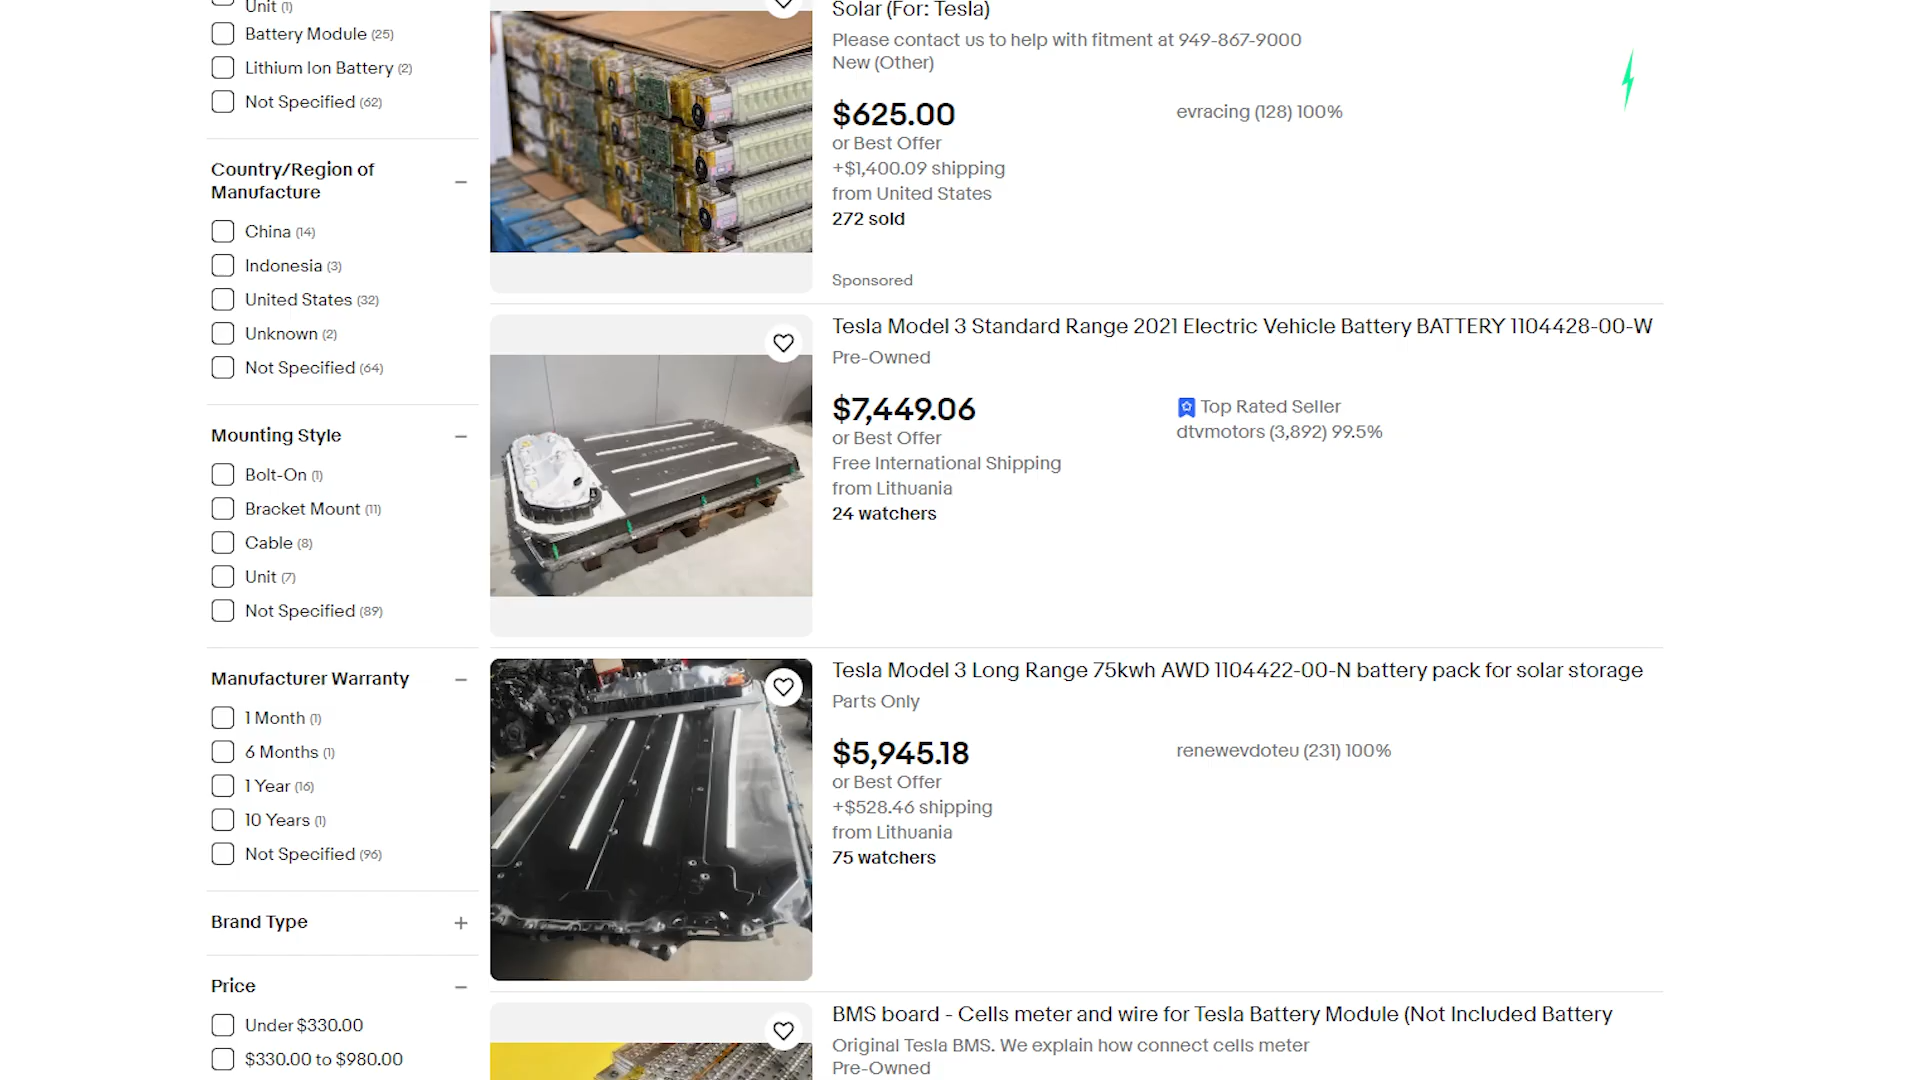 Unit (1)
Battery Module (25)
Lithium Ion Battery (2)
Not Specified (62)
Country/Region of
Manufacture
China (14)
Indonesia (3)
United States (32)
Unknown (2)
Not Specified (64)
Mounting Style
Bolt-On (1)
Bracket Mount (11)
Cable (8)
Unit (7)
Not Specified (89)
Manufacturer Warranty
1 Month (1)
6 Months (1)
1 Year (16)
10 Years (1)
Not Specified (96)
Brand Type
Price
Under $330.00
$330.00 to $980.00
Solar (For: Tesla)
Please contact us to help with fitment at 949-867-9000
New (Other)
$625.00
or Best Offer
+$1,400.09 shipping
from United States
272 sold
evracing (128) 100%
Sponsored
Tesla Model 3 Standard Range 2021 Electric Vehicle Battery BATTERY 1104428-00-W
Pre-Owned
$7,449.06
or Best Offer
Free International Shipping
from Lithuania
24 watchers
Top Rated Seller
dtvmotors (3,892) 99.5%
Tesla Model 3 Long Range 75kwh AWD 1104422-00-N battery pack for solar storage
Parts Only
$5,945.18
or Best Offer
+$528.46 shipping
from Lithuania
75 watchers
renewevdoteu (231) 100%
BMS board - Cells meter and wire for Tesla Battery Module (Not Included Battery
Original Tesla BMS. We explain how connect cells meter
Pre-Owned